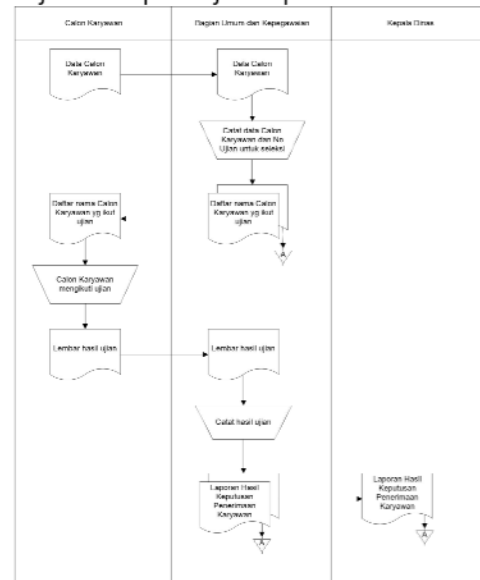 Calon Karyawan
Bagian Umum dan Kepegawaian
Kepala Dinas
Data Calon
Karyawan
Data Calon
Karyawan
Catat data Calon
Karyawan dan No
Ujian untuk seleksi
Daftar nama Calon
Karyawan yg ikut
ujian
Daftar nama Calon
Karyawan yg ikut
ujian
A
Calon Karyawan
mengikuti ujian
Lembar hasil ujian
Lembar hasil ujian
Catat hasil ujian
Laporan Hasil
Keputusan
Penerimaan
Karyawan
A
Laporan Hasil
Keputusan
Penerimaan
Karyawan
A